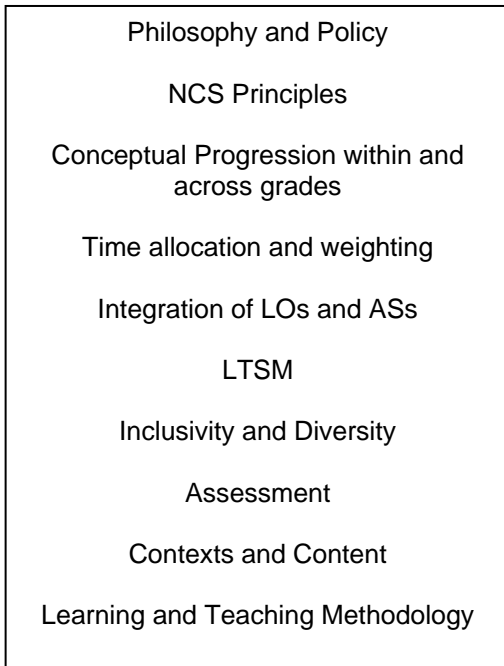 Philosophy and Policy
NCS Principles
Conceptual Progression within and
across grades
Time allocation and weighting
Integration of LOs and ASs
LTSM
Inclusivity and Diversity
Assessment
Contexts and Content
Learning and Teaching Methodology